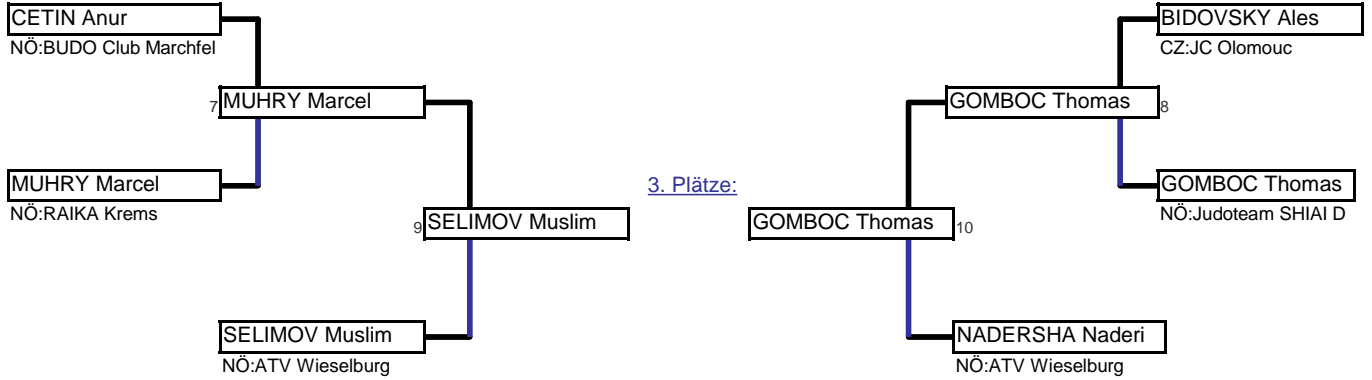 CETIN Anur
NÖ:BUDO Club Marchfel
7 MUHRY Marcel
MUHRY Marcel
NÖ:RAIKA Krems
9 SELIMOV Muslim
SELIMOV Muslim
NÖ:ATV Wieselburg
3. Plätze:
BIDOVSKY Ales
CZ:JC Olomouc
GOMBOC Thomas 8
GOMBOC Thomas
NÖ:Judoteam SHIAI D
GOMBOC Thomas 10
NADERSHA Naderi
NÖ:ATV Wieselburg